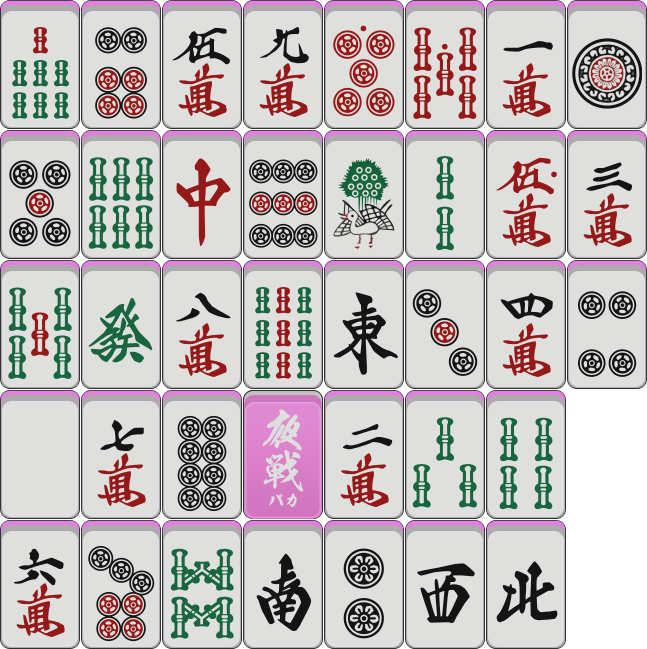 伍萬 九萬 一萬
中 伍萬 三萬
發 八萬 東 四萬
七萬 夜戦バカ 二萬
六萬 南 西 北